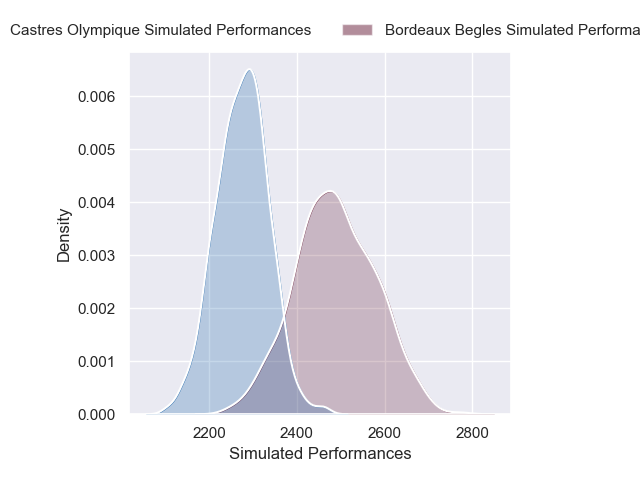 Castres Olympique Simulated Performances
Bordeaux Begles Simulated Performa
0.006
0.005
0.004
0.003
0.002
0.001
0.000
Density
2200 2400 2600 2800
Simulated Performances